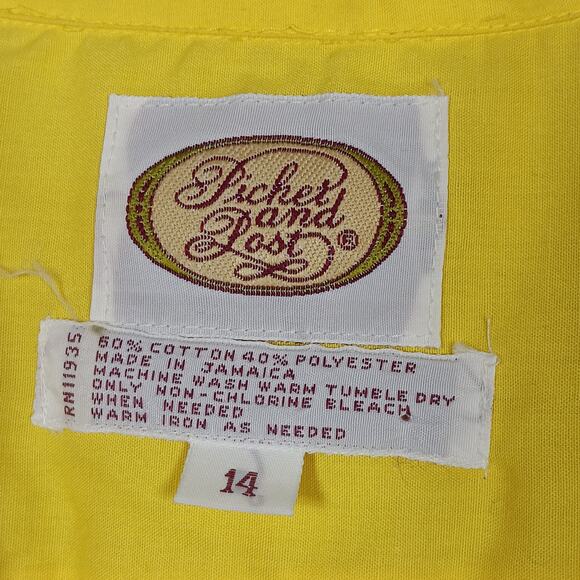 Picket
and
Post ®
RN11935
60% COTTON 40% POLYESTER
MADE IN JAMAICA
MACHINE WASH WARM TUMBLE DRY
ONLY NON-CHLORINE BLEACH
WHEN NEEDED
WARM IRON AS NEEDED
14